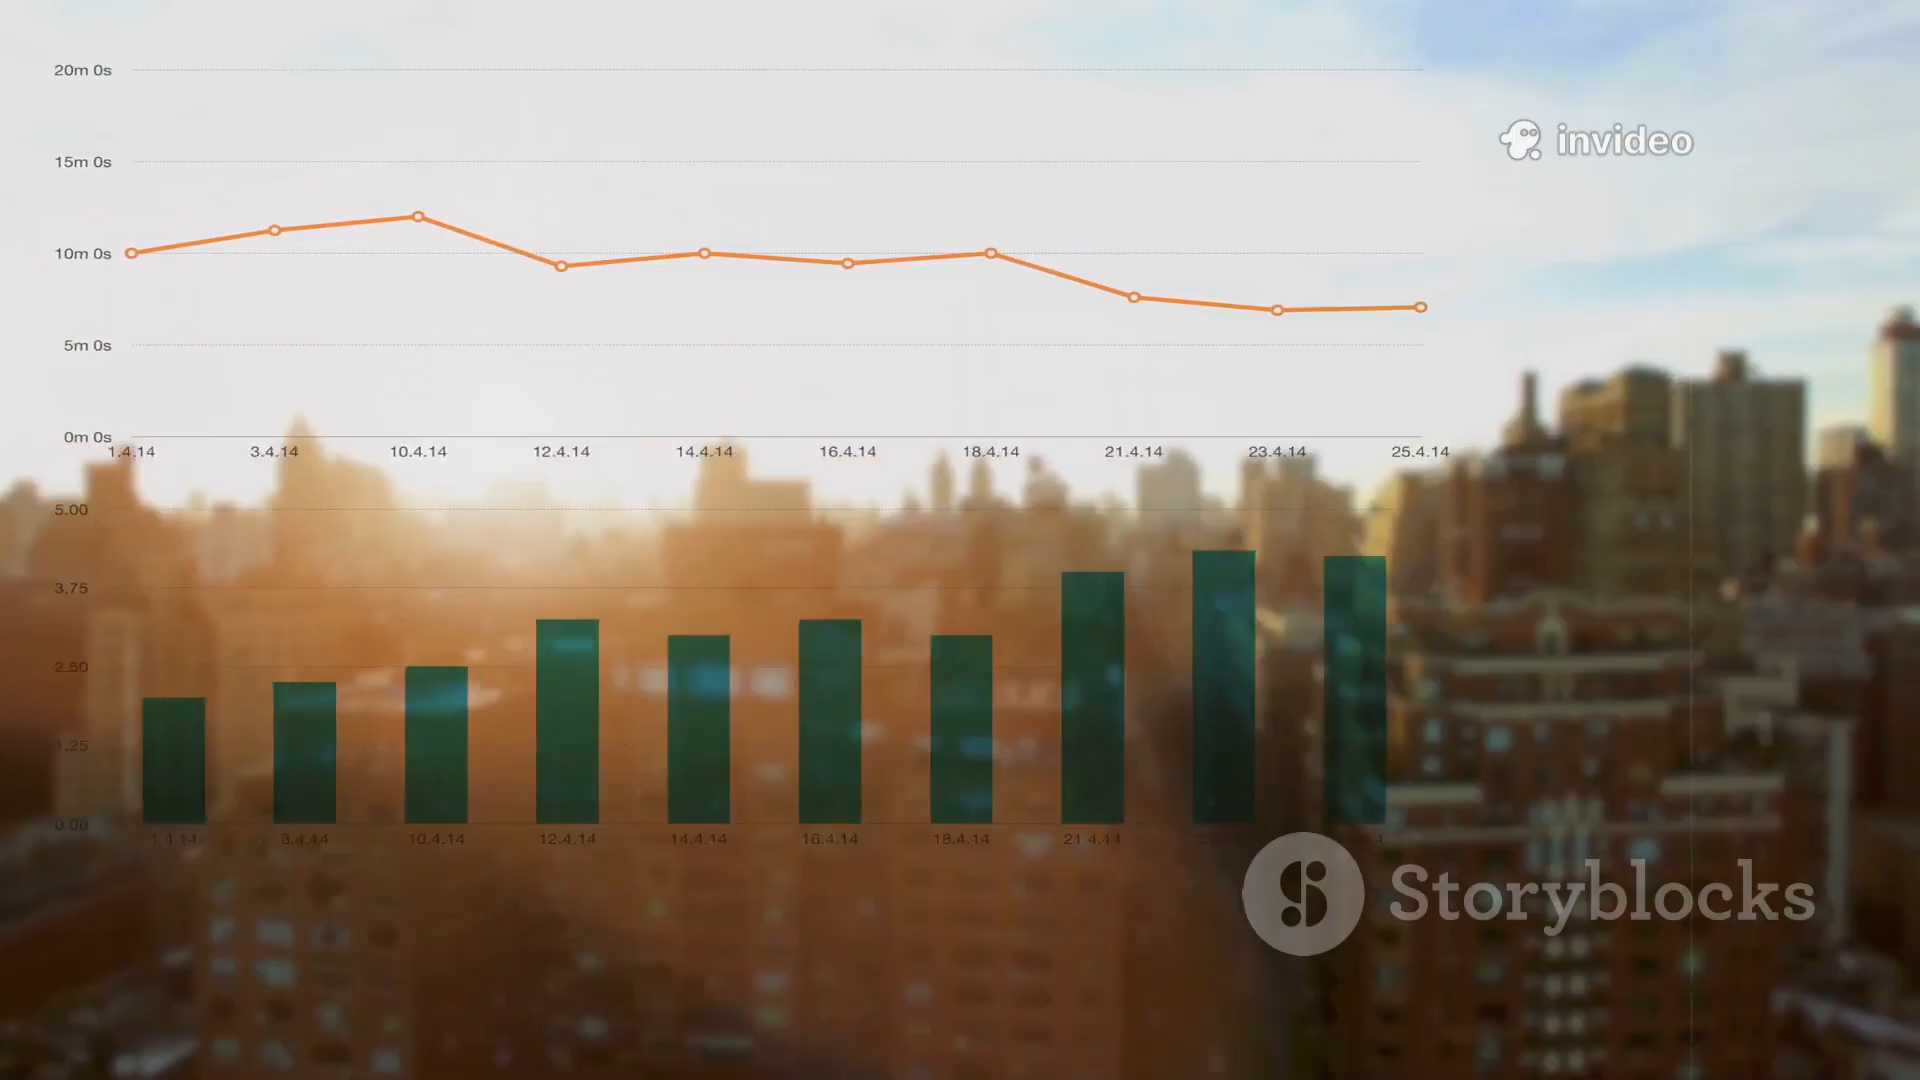 20m 0s
15m 0s
invideo
10m 0s
5m 0s
0m 0s
1.4.14 3.4.14 10.4.14 12.4.14 14.4.14 16.4.14 18.4.14 21.4.14 23.4.14 25.4.14
5.00
3.75
2.50
1.25
0.00
3.4.14 10.4.14 12.4.14 14.4.14 16.4.14 18.4.14 21.4.14
Storyblocks